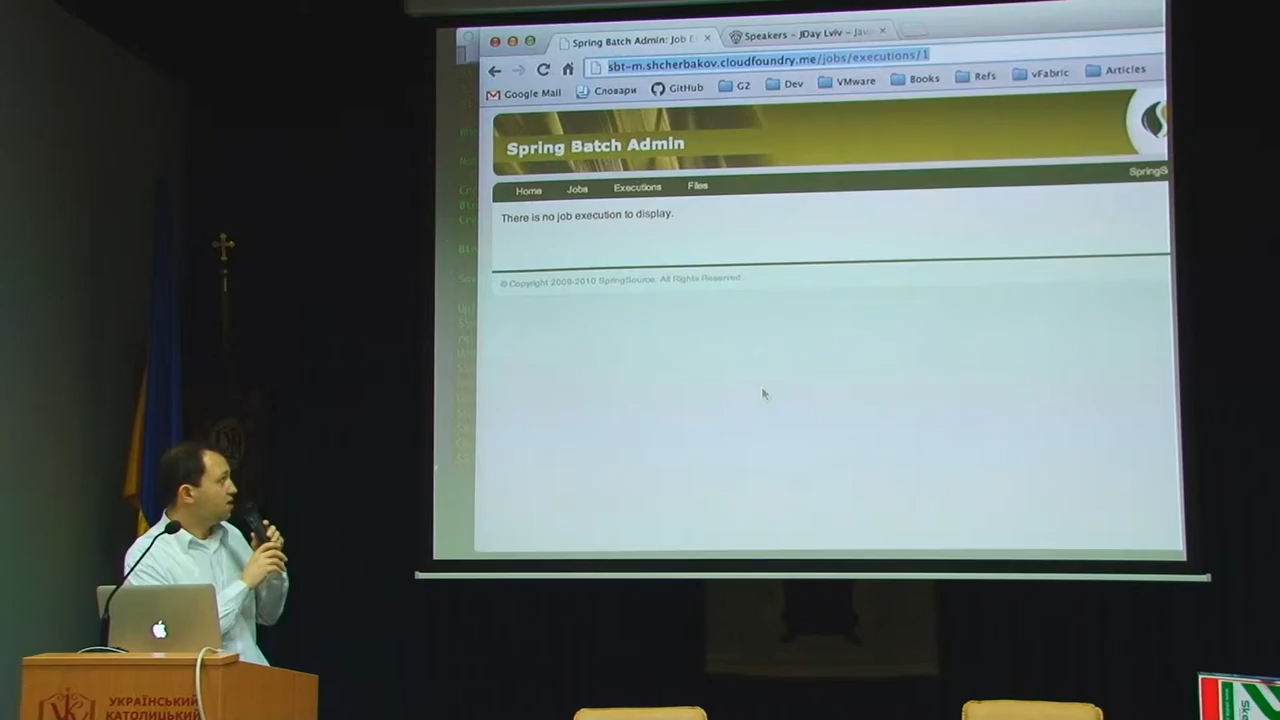 Spring Batch Admin: Job E
Speakers – JDay Lviv – Jav
sbt-m.shcherbakov.cloudfoundry.me/jobs/executions/1
Google Mail Словари GitHub G2 Dev VMware Books Refs vFabric Articles
Spring Batch Admin
Home Jobs Executions Files SpringS
There is no job execution to display.
© Copyright 2009-2010 SpringSource. All Rights Reserved.
УКРАЇНСЬКИЙ
КАТОЛИЦЬКИЙ